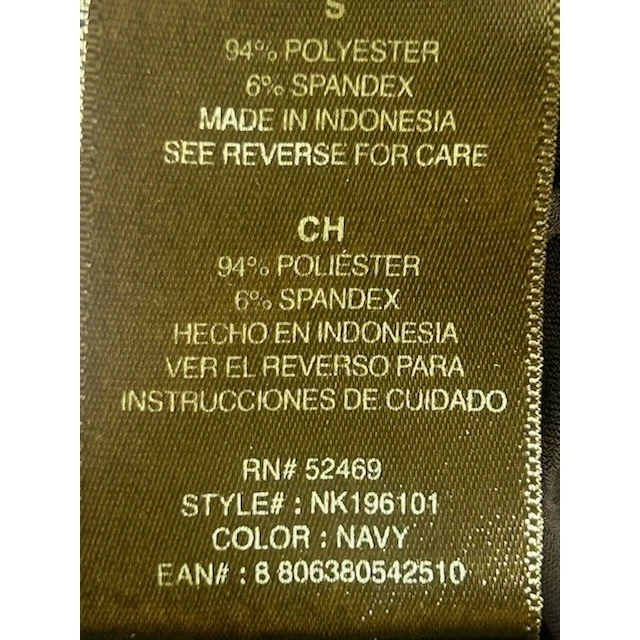 S
94% POLYESTER
6% SPANDEX
MADE IN INDONESIA
SEE REVERSE FOR CARE
CH
94% POLIÉSTER
6% SPANDEX
HECHO EN INDONESIA
VER EL REVERSO PARA
INSTRUCCIONES DE CUIDADO
RN# 52469
STYLE# : NK196101
COLOR : NAVY
EAN# : 8 806380542510